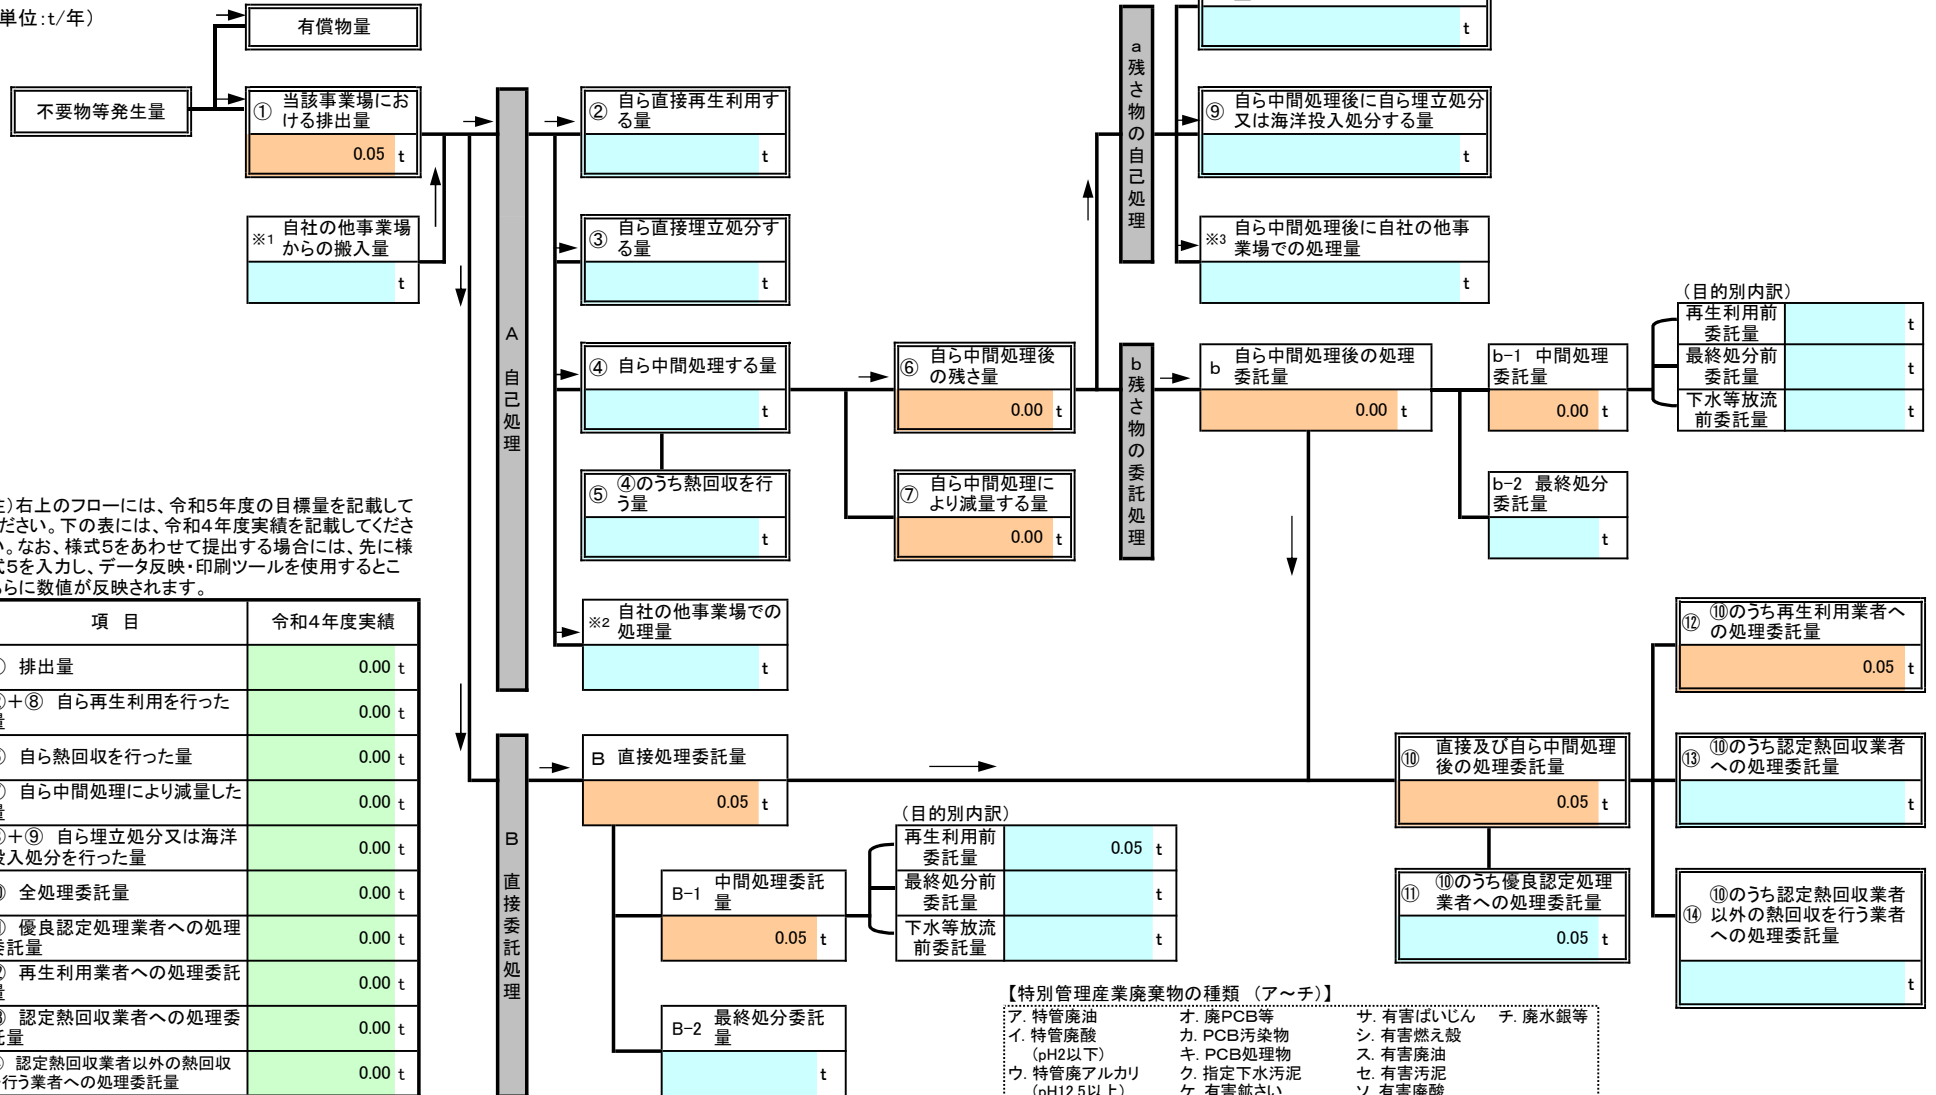 単位:t/年)
有償物量
不要物等発生量
① 当該事業場にお
ける排出量
0.05 t
※1 自社の他事業場
からの搬入量
t
A 自己処理
② 自ら直接再生利用す
る量
t
③ 自ら直接埋立処分す
る量
t
④ 自ら中間処理する量
t
⑤ ④のうち熱回収を行
う量
t
※2 自社の他事業場での
処理量
t
⑥ 自ら中間処理後
の残さ量
0.00 t
⑦ 自ら中間処理に
より減量する量
0.00 t
a 残さ物の自己処理
t
⑨ 自ら中間処理後に自ら埋立処分
又は海洋投入処分する量
t
※3 自ら中間処理後に自社の他事
業場での処理量
t
b 残さ物の委託処理
b 自ら中間処理後の処理
委託量
0.00 t
b-1 中間処理
委託量
0.00 t
b-2 最終処分
委託量
t
(目的別内訳)
再生利用前
委託量
t
最終処分前
委託量
t
下水等放流
前委託量
t
)右上のフローには、令和5年度の目標量を記載して
ださい。下の表には、令和4年度実績を記載してくださ
。なお、様式5をあわせて提出する場合には、先に様
5を入力し、データ反映・印刷ツールを使用するとこ
らに数値が反映されます。
項 目 令和4年度実績
排出量 0.00 t
+⑧ 自ら再生利用を行った
量 0.00 t
自ら熱回収を行った量 0.00 t
自ら中間処理により減量した
量 0.00 t
+⑨ 自ら埋立処分又は海洋
投入処分を行った量 0.00 t
全処理委託量 0.00 t
優良認定処理業者への処理
委託量 0.00 t
再生利用業者への処理委託
量 0.00 t
認定熱回収業者への処理委
託量 0.00 t
認定熱回収業者以外の熱回収
行う業者への処理委託量 0.00 t
B 直接委託処理
B 直接処理委託量
0.05 t
B-1 中間処理委託
量
0.05 t
B-2 最終処分委託
量
t
(目的別内訳)
再生利用前
委託量
0.05 t
最終処分前
委託量
t
下水等放流
前委託量
t
⑩ 直接及び自ら中間処理
後の処理委託量
0.05 t
⑪ ⑩のうち優良認定処理
業者への処理委託量
0.05 t
⑫ ⑩のうち再生利用業者へ
の処理委託量
0.05 t
⑬ ⑩のうち認定熱回収業者
への処理委託量
t
⑭ ⑩のうち認定熱回収業者
以外の熱回収を行う業者
への処理委託量
t
【特別管理産業廃棄物の種類 (ア~チ)】
ア. 特管廃油 オ. 廃PCB等 サ. 有害ばいじん チ. 廃水銀等
イ. 特管廃酸 カ. PCB汚染物 シ. 有害燃え殻
(pH2以下) キ. PCB処理物 ス. 有害廃油
ウ. 特管廃アルカリ ク. 指定下水汚泥 セ. 有害汚泥
(pH12.5以上) ケ. 有害鉱さい ソ. 有害廃酸